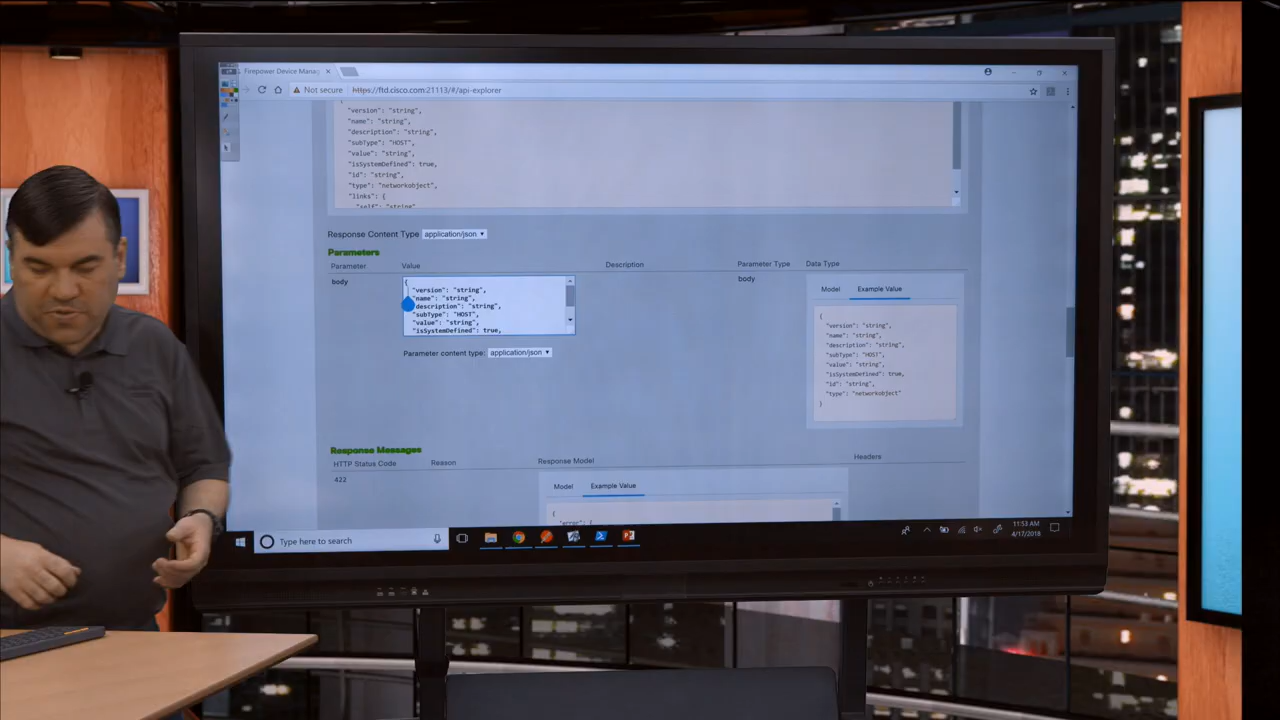 Firepower Device Manag
Not secure https://ftd.cisco.com:21113/#/api-explorer
"version": "string",
"name": "string",
"description": "string",
"subType": "HOST",
"value": "string",
"isSystemDefined": true,
"id": "string",
"type": "networkobject",
"links": {
"self": "string"
Response Content Type application/json
Parameters
Parameter Value Description Parameter Type Data Type
body
{
"version": "string",
"name": "string",
"description": "string",
"subType": "HOST",
"value": "string",
"isSystemDefined": true,
Parameter content type: application/json
body
Model Example Value
{
"version": "string",
"name": "string",
"description": "string",
"subType": "HOST",
"value": "string",
"isSystemDefined": true,
"id": "string",
"type": "networkobject"
}
Response Messages
HTTP Status Code Reason Response Model Headers
422
Model Example Value
{
"error": {
Type here to search
11:53 AM
4/17/2018